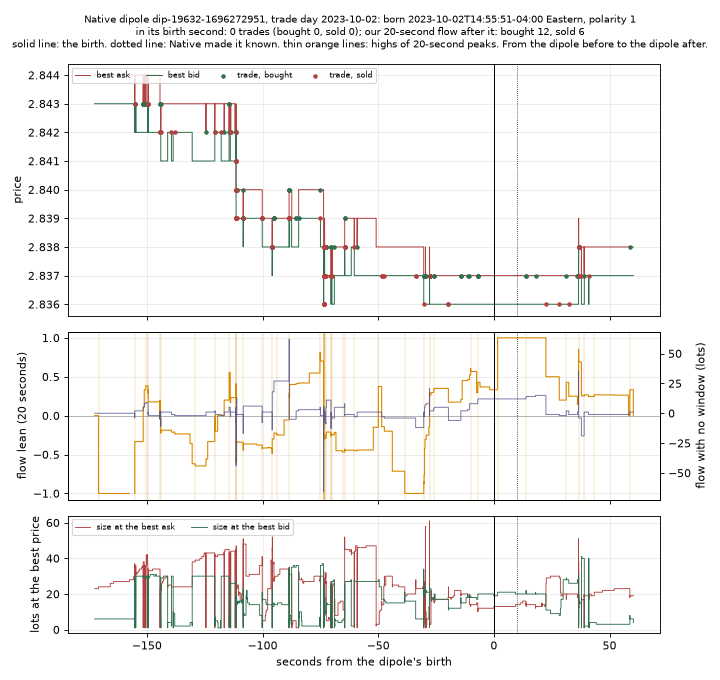 Native dipole dip-19632-1696272951, trade day 2023-10-02: born 2023-10-02T14:55:51-04:00 Eastern, polarity 1
in its birth second: 0 trades (bought 0, sold 0); our 20-second flow after it: bought 12, sold 6
solid line: the birth. dotted line: Native made it known. thin orange lines: highs of 20-second peaks. From the dipole before to the dipole after.
best ask
best bid
trade, bought
trade, sold
2.844
2.843
2.842
2.841
2.840
2.839
2.838
2.837
2.836
price
1.0
0.5
0.0
−0.5
−1.0
flow lean (20 seconds)
50
25
0
−25
−50
flow with no window (lots)
size at the best ask
size at the best bid
60
40
20
0
lots at the best price
−150
−100
−50
0
50
seconds from the dipole's birth